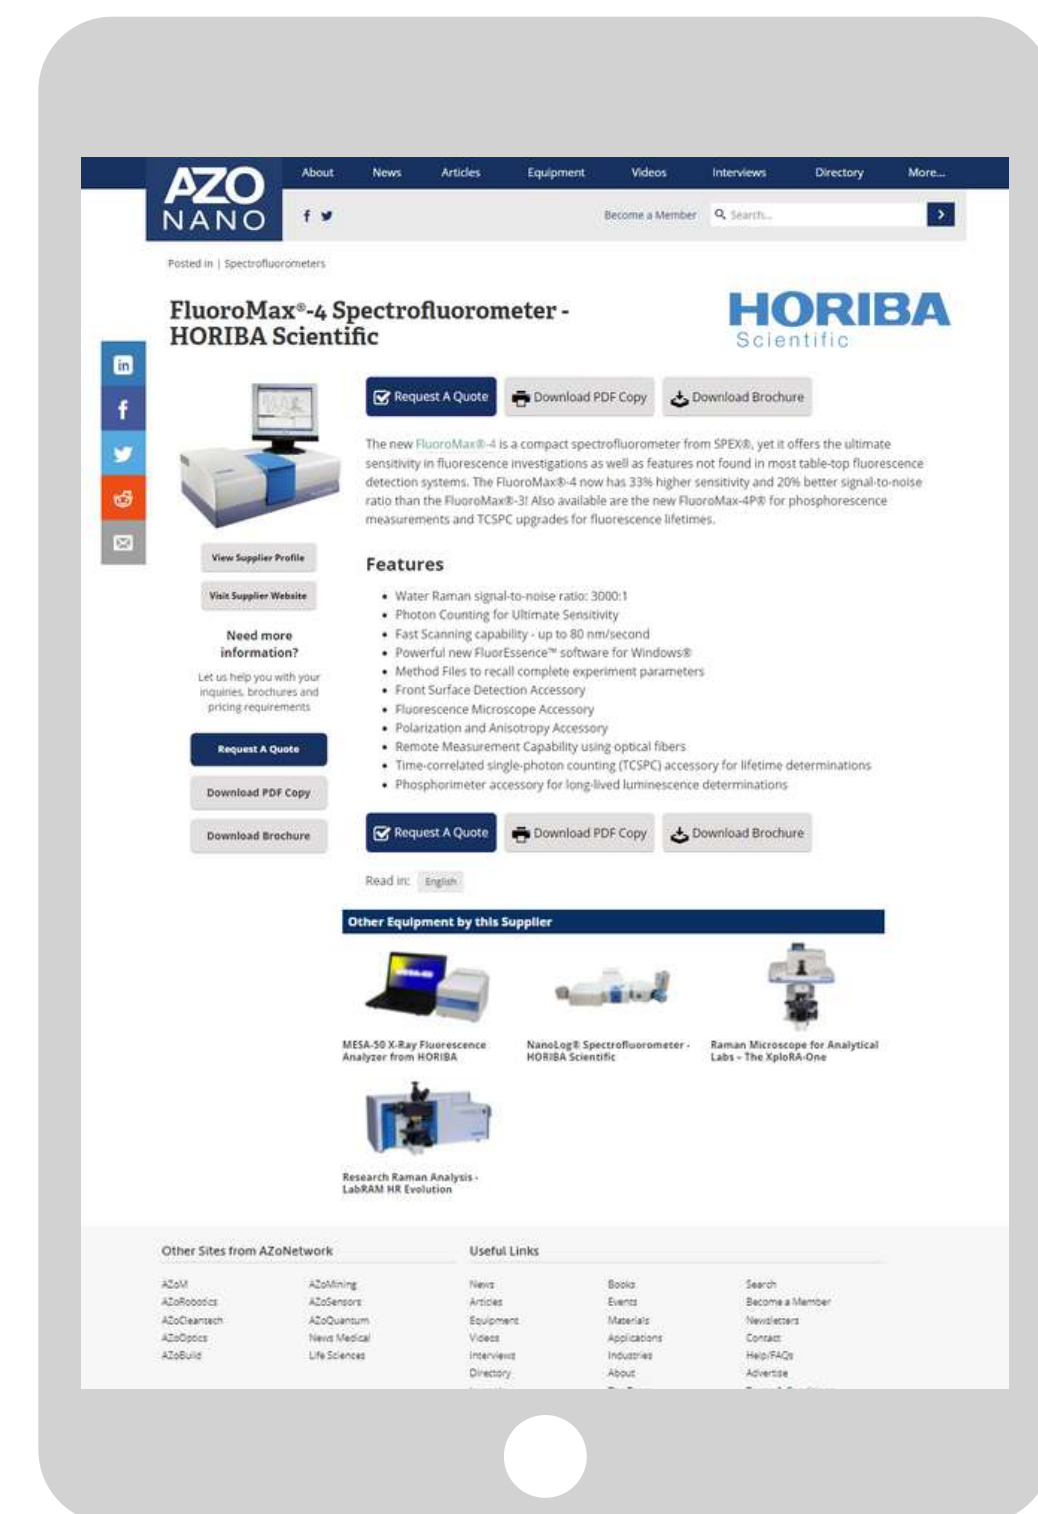 AZO
NANO
About News Articles Equipment Videos Interviews Directory More...
Become a Member Search...
Posted in | Spectrofluorometers
FluoroMax®-4 Spectrofluorometer -
HORIBA Scientific
HORIBA
Scientific
Request A Quote Download PDF Copy Download Brochure
The new FluoroMax®-4 is a compact spectrofluorometer from SPEX®, yet it offers the ultimate
sensitivity in fluorescence investigations as well as features not found in most table-top fluorescence
detection systems. The FluoroMax®-4 now has 33% higher sensitivity and 20% better signal-to-noise
ratio than the FluoroMax®-3! Also available are the new FluoroMax-4P® for phosphorescence
measurements and TCSPC upgrades for fluorescence lifetimes.
View Supplier Profile
Visit Supplier Website
Need more
information?
Let us help you with your
inquiries, brochures and
pricing requirements
Request A Quote
Download PDF Copy
Download Brochure
Features
• Water Raman signal-to-noise ratio: 3000:1
• Photon Counting for Ultimate Sensitivity
• Fast Scanning capability - up to 80 nm/second
• Powerful new FluorEssence™ software for Windows®
• Method Files to recall complete experiment parameters
• Front Surface Detection Accessory
• Fluorescence Microscope Accessory
• Polarization and Anisotropy Accessory
• Remote Measurement Capability using optical fibers
• Time-correlated single-photon counting (TCSPC) accessory for lifetime determinations
• Phosphorimeter accessory for long-lived luminescence determinations
Request A Quote Download PDF Copy Download Brochure
Read in: English
Other Equipment by this Supplier
MESA-50
MESA-50 X-Ray Fluorescence
Analyzer from HORIBA
NanoLog® Spectrofluorometer -
HORIBA Scientific
Raman Microscope for Analytical
Labs – The XploRA-One
Research Raman Analysis -
LabRAM HR Evolution
Other Sites from AZoNetwork Useful Links
AZoM AZoMining News Books Search
AZoRobotics AZoSensors Articles Events Become a Member
AZoCleantech AZoQuantum Equipment Materials Newsletters
AZoOptics News Medical Videos Applications Contact
AZoBuild Life Sciences Interviews Industries Help/FAQs
Directory About Advertise